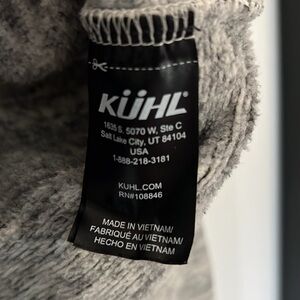 KÜHL
1635 S. 5070 W, Ste C
Salt Lake City, UT 84104
USA
1-888-218-3181
KUHL.COM
RN#108846
MADE IN VIETNAM/
FABRIQUÉ AU VIETNAM/
HECHO EN VIETNAM